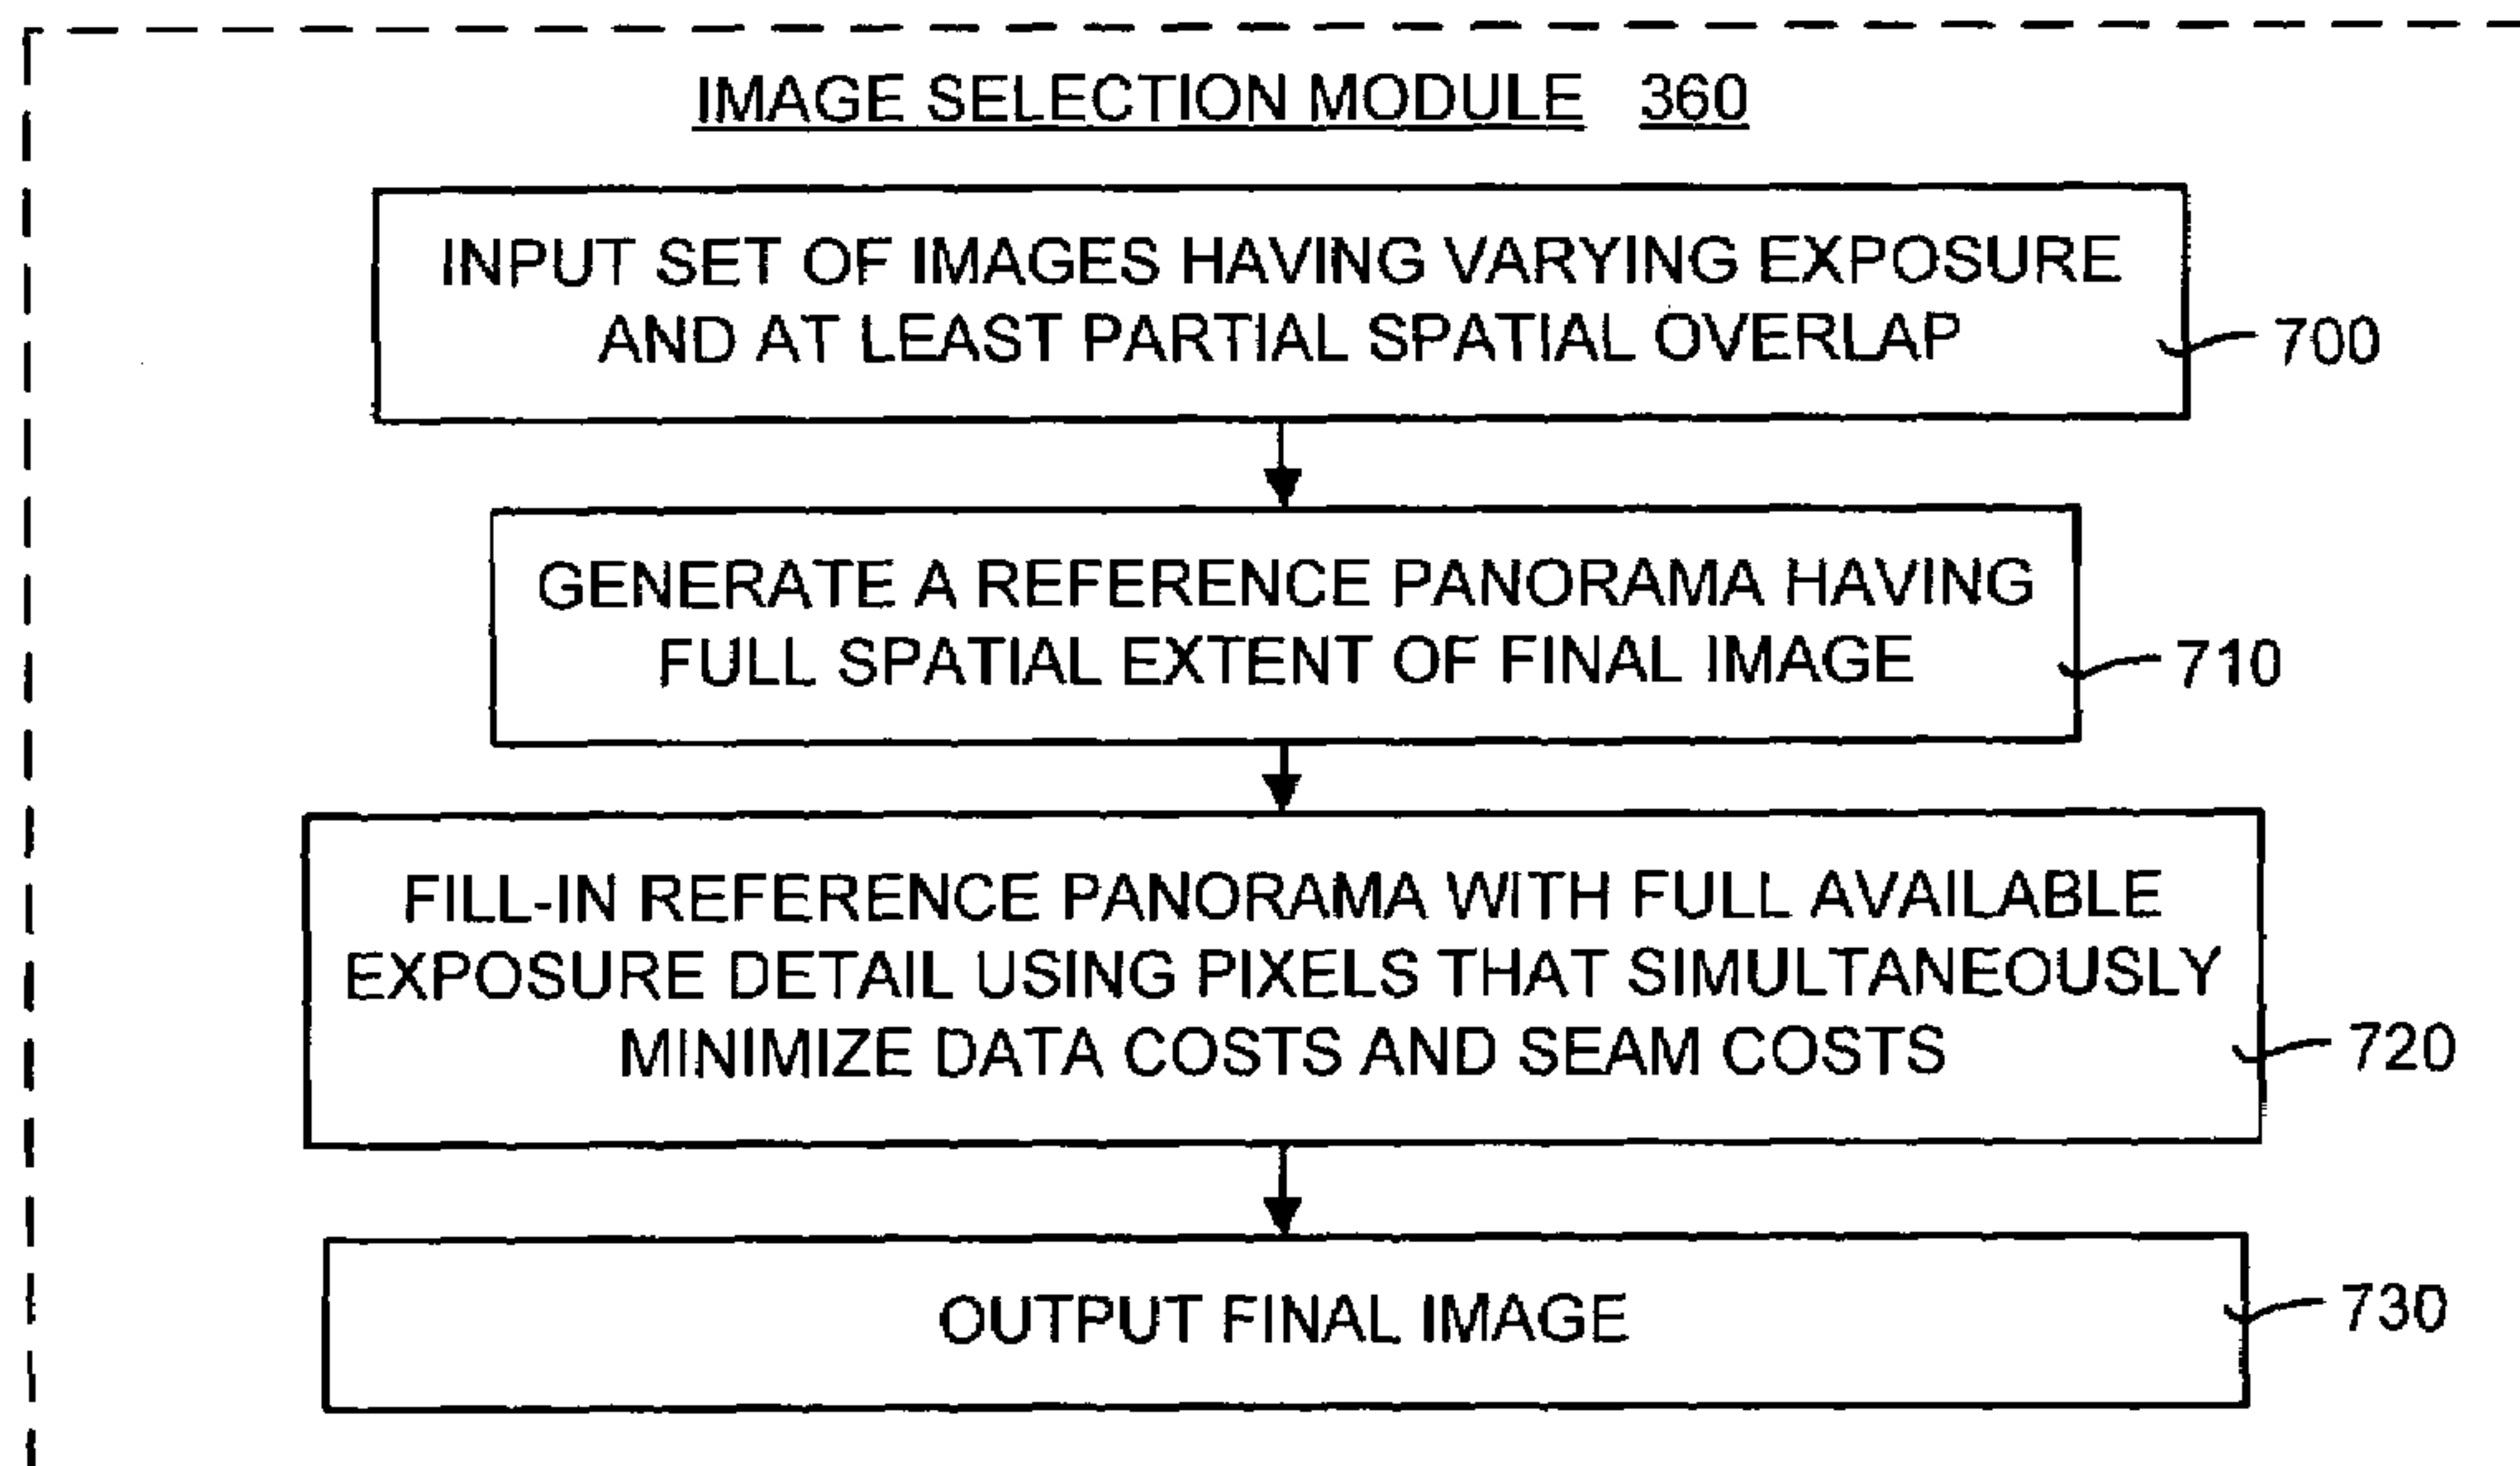 IMAGE SELECTION MODULE 360
INPUT SET OF IMAGES HAVING VARYING EXPOSURE
AND AT LEAST PARTIAL SPATIAL OVERLAP
700
GENERATE A REFERENCE PANORAMA HAVING
FULL SPATIAL EXTENT OF FINAL IMAGE
710
FILL-IN REFERENCE PANORAMA WITH FULL AVAILABLE
EXPOSURE DETAIL USING PIXELS THAT SIMULTANEOUSLY
MINIMIZE DATA COSTS AND SEAM COSTS
720
OUTPUT FINAL IMAGE
730